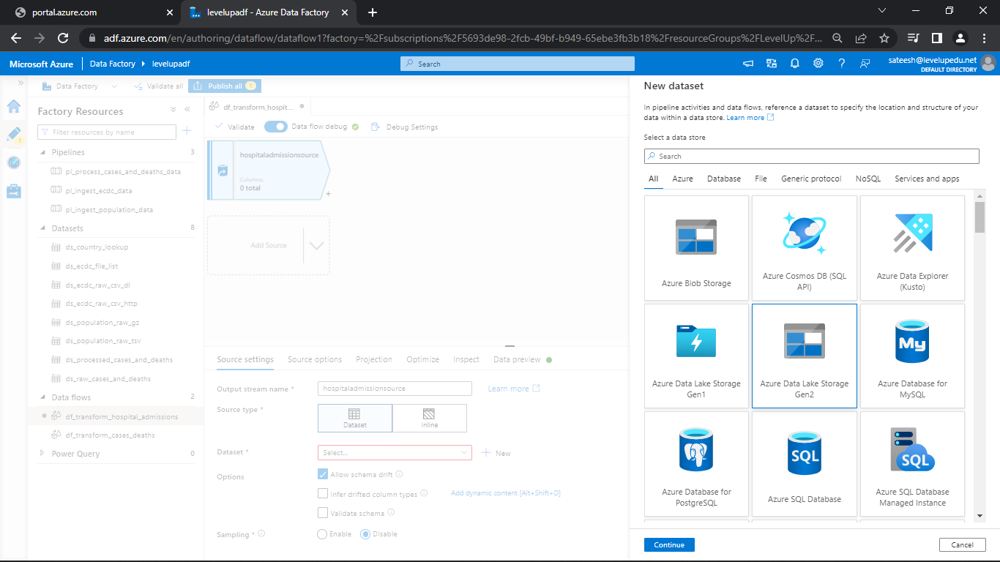 portal.azure.com
levelupadf - Azure Data Factory
adf.azure.com/en/authoring/dataflow/dataflow1?factory=%2Fsubscriptions%2F5693de98-2fcb-49bf-b949-65ebe3fb3b18%2FresourceGroups%2FLevelUp%2F...
Microsoft Azure
Data Factory
levelupadf
Search
sateesh@levelupedu.net
DEFAULT DIRECTORY
Data Factory
Validate all
Publish all
1
1
Factory Resources
Filter resources by name
Pipelines 3
pl_process_cases_and_deaths_data
pl_ingest_ecdc_data
pl_ingest_population_data
Datasets 8
ds_country_lookup
ds_ecdc_file_list
ds_ecdc_raw_csv_dl
ds_ecdc_raw_csv_http
ds_population_raw_gz
ds_population_raw_tsv
ds_processed_cases_and_deaths
ds_raw_cases_and_deaths
Data flows 2
df_transform_hospital_admissions
df_transform_cases_deaths
Power Query 0
df_transform_hospit...
Validate
Data flow debug
Debug Settings
hospitaladmissionsource
Columns:
0 total
+
Add Source
Source settings
Source options
Projection
Optimize
Inspect
Data preview
Output stream name *
hospitaladmissionsource
Learn more
Source type *
Dataset
Inline
Dataset *
Select...
New
Options
Allow schema drift
Infer drifted column types
Add dynamic content [Alt+Shift+D]
Validate schema
Sampling *
Enable
Disable
New dataset
In pipeline activities and data flows, reference a dataset to specify the location and structure of your
data within a data store. Learn more
Select a data store
Search
All
Azure
Database
File
Generic protocol
NoSQL
Services and apps
Azure Blob Storage
Azure Cosmos DB (SQL
API)
Azure Data Explorer
(Kusto)
Azure Data Lake Storage
Gen1
Azure Data Lake Storage
Gen2
My
Azure Database for
MySQL
Azure Database for
PostgreSQL
SQL
Azure SQL Database
SQL
Azure SQL Database
Managed Instance
Continue
Cancel